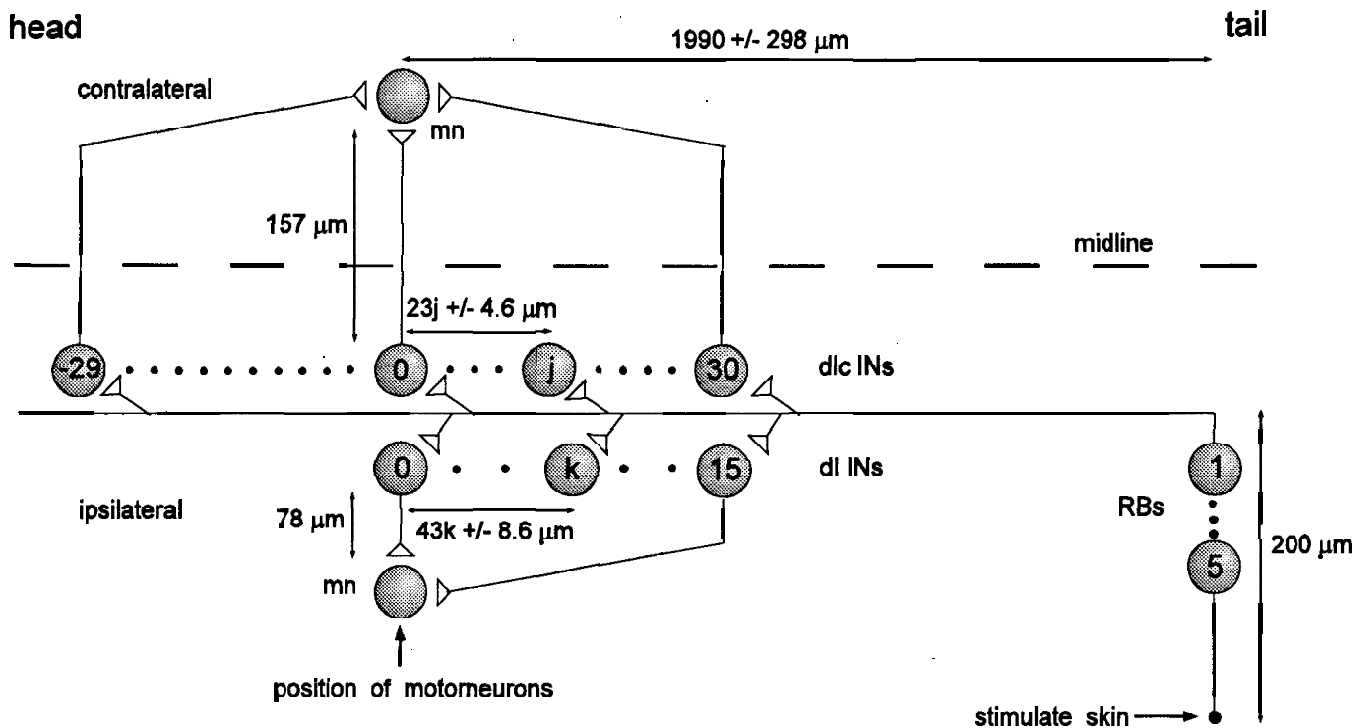 head
tail
1990 +/- 298 μm
contralateral
mn
157 μm
midline
23j +/- 4.6 μm
-29
0
j
30
dlc INs
0
k
15
dl INs
1
ipsilateral
78 μm
43k +/- 8.6 μm
RBs
5
200 μm
mn
position of motorneurons
stimulate skin